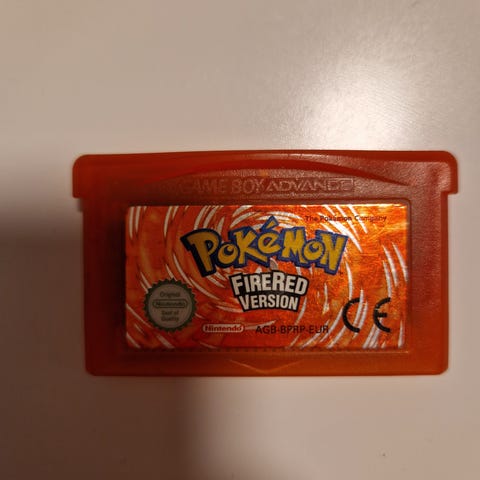 GAME BOY ADVANCE
The Pokémon Company
POKéMON
FIRERED
VERSION
Original
Nintendo
Seal of
Quality
Nintendo
AGB-BPRP-EUR
CE